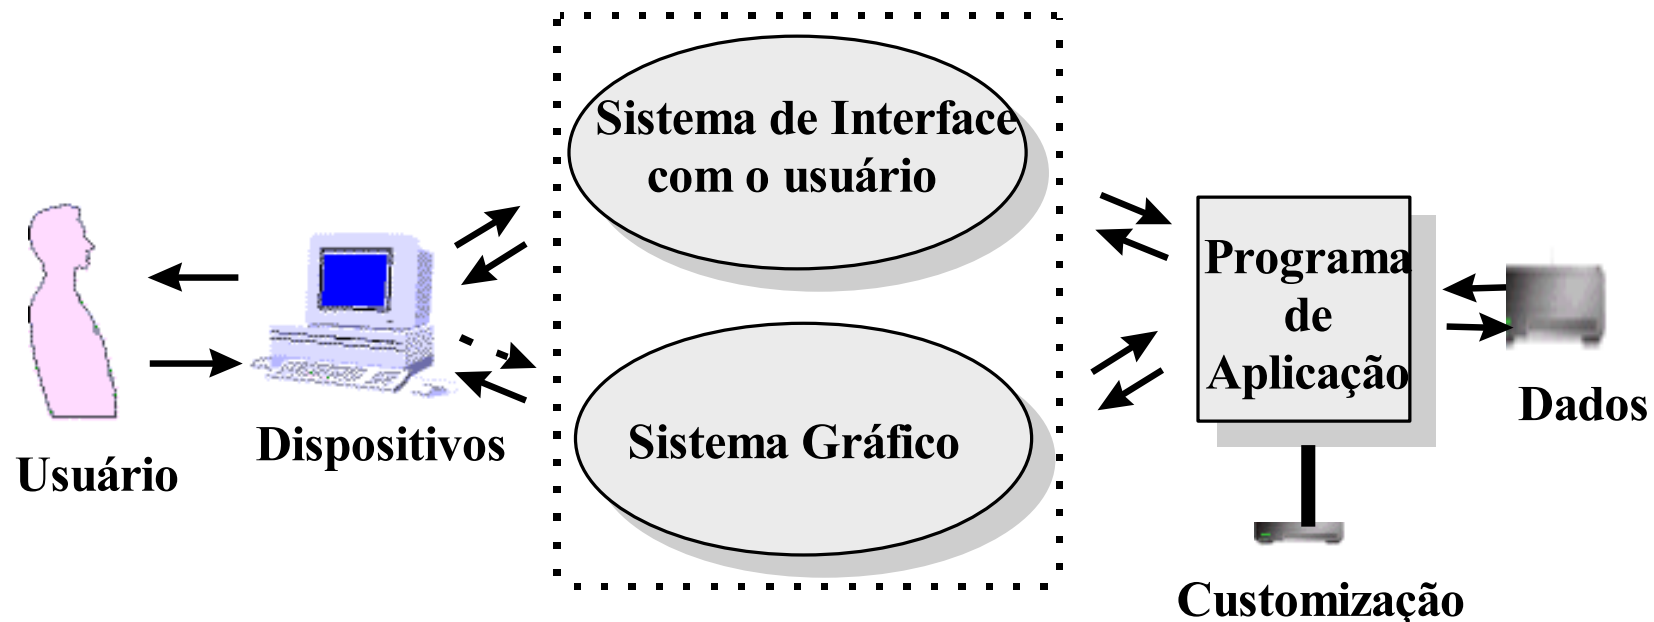 Sistema de Interface
com o usuário
Programa
de
Aplicação
Dados
Dispositivos
Sistema Gráfico
Usuário
Customização